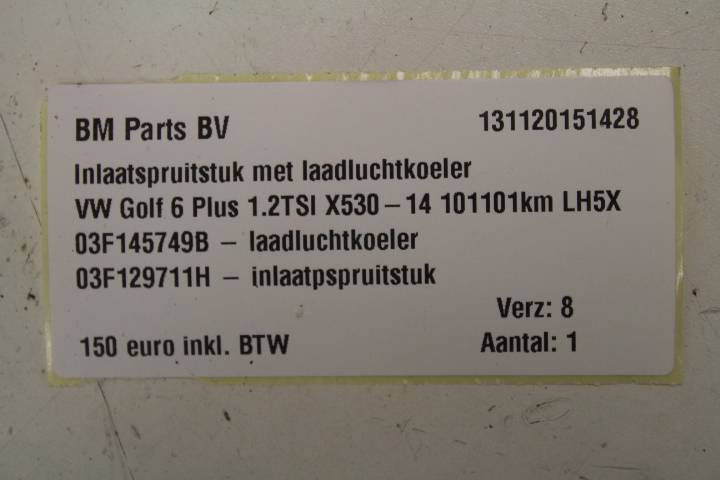 BM Parts BV 131120151428
Inlaatspruitstuk met laadluchtkoeler
VW Golf 6 Plus 1.2TSI X530 – 14 101101km LH5X
03F145749B – laadluchtkoeler
03F129711H – inlaatpspruitstuk
Verz: 8
150 euro inkl. BTW Aantal: 1